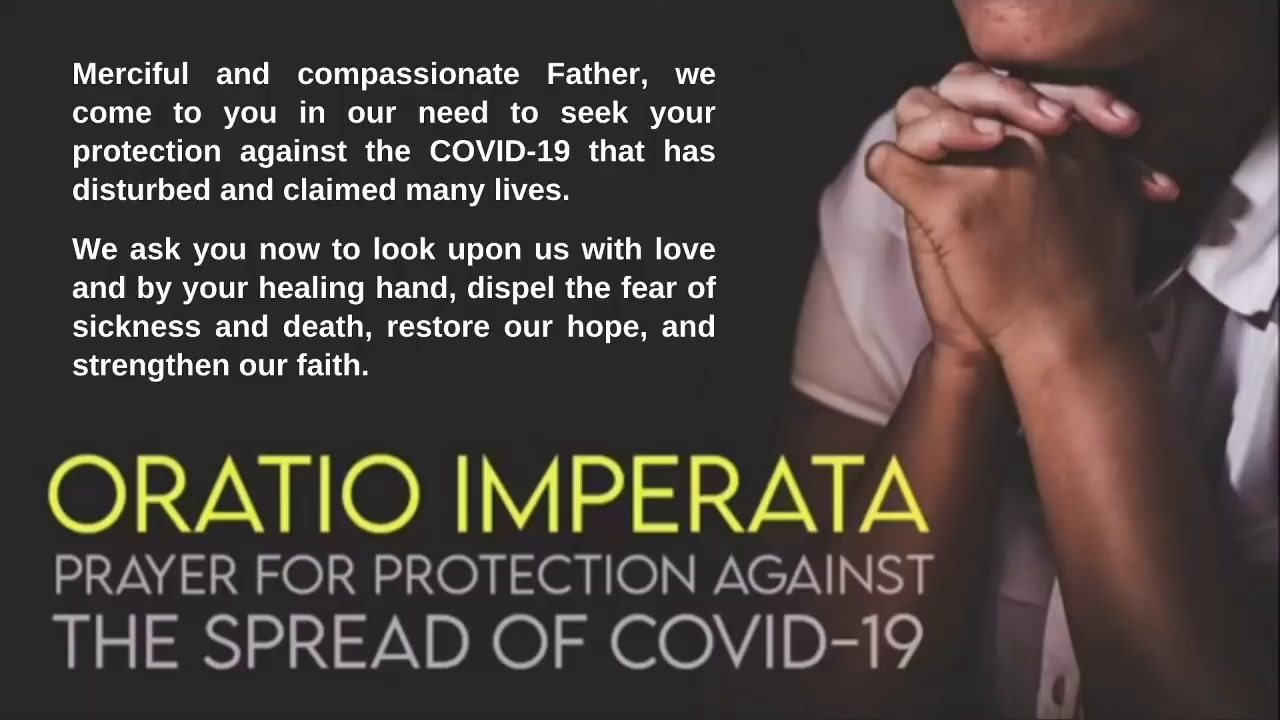 Merciful and compassionate Father, we
come to you in our need to seek your
protection against the COVID-19 that has
disturbed and claimed many lives.
We ask you now to look upon us with love
and by your healing hand, dispel the fear of
sickness and death, restore our hope, and
strengthen our faith.
ORATIO IMPERATA
PRAYER FOR PROTECTION AGAINST
THE SPREAD OF COVID-19